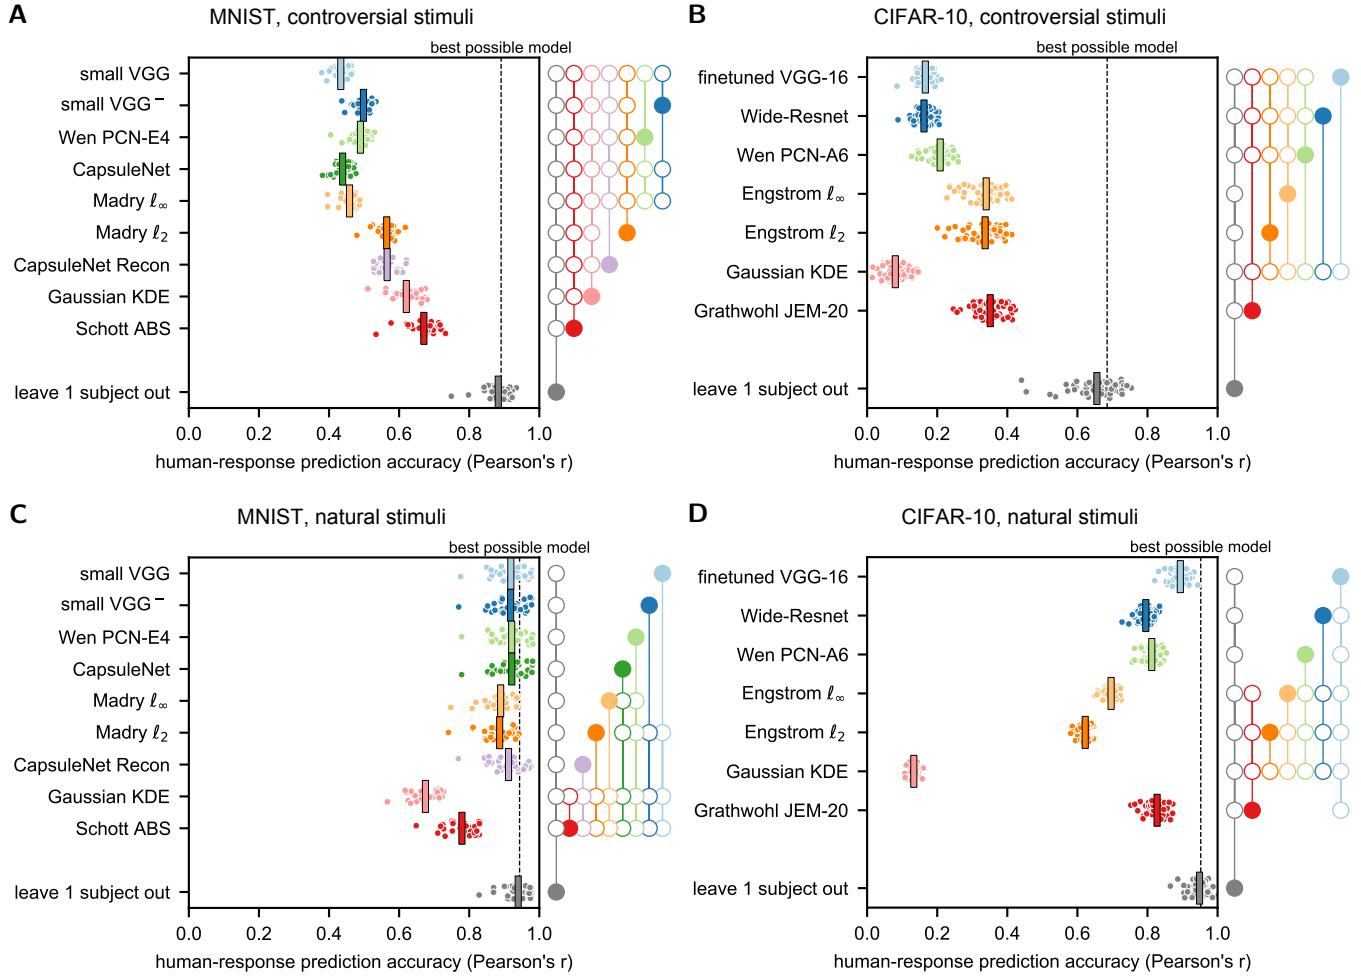 A
MNIST, controversial stimuli
best possible model
small VGG
small VGG⁻
Wen PCN-E4
CapsuleNet
Madry ℓ∞
Madry ℓ₂
CapsuleNet Recon
Gaussian KDE
Schott ABS
leave 1 subject out
0.0 0.2 0.4 0.6 0.8 1.0
human-response prediction accuracy (Pearson's r)
B
CIFAR-10, controversial stimuli
best possible model
finetuned VGG-16
Wide-Resnet
Wen PCN-A6
Engstrom ℓ∞
Engstrom ℓ₂
Gaussian KDE
Grathwohl JEM-20
leave 1 subject out
0.0 0.2 0.4 0.6 0.8 1.0
human-response prediction accuracy (Pearson's r)
C
MNIST, natural stimuli
best possible model
small VGG
small VGG⁻
Wen PCN-E4
CapsuleNet
Madry ℓ∞
Madry ℓ₂
CapsuleNet Recon
Gaussian KDE
Schott ABS
leave 1 subject out
0.0 0.2 0.4 0.6 0.8 1.0
human-response prediction accuracy (Pearson's r)
D
CIFAR-10, natural stimuli
best possible model
finetuned VGG-16
Wide-Resnet
Wen PCN-A6
Engstrom ℓ∞
Engstrom ℓ₂
Gaussian KDE
Grathwohl JEM-20
leave 1 subject out
0.0 0.2 0.4 0.6 0.8 1.0
human-response prediction accuracy (Pearson's r)